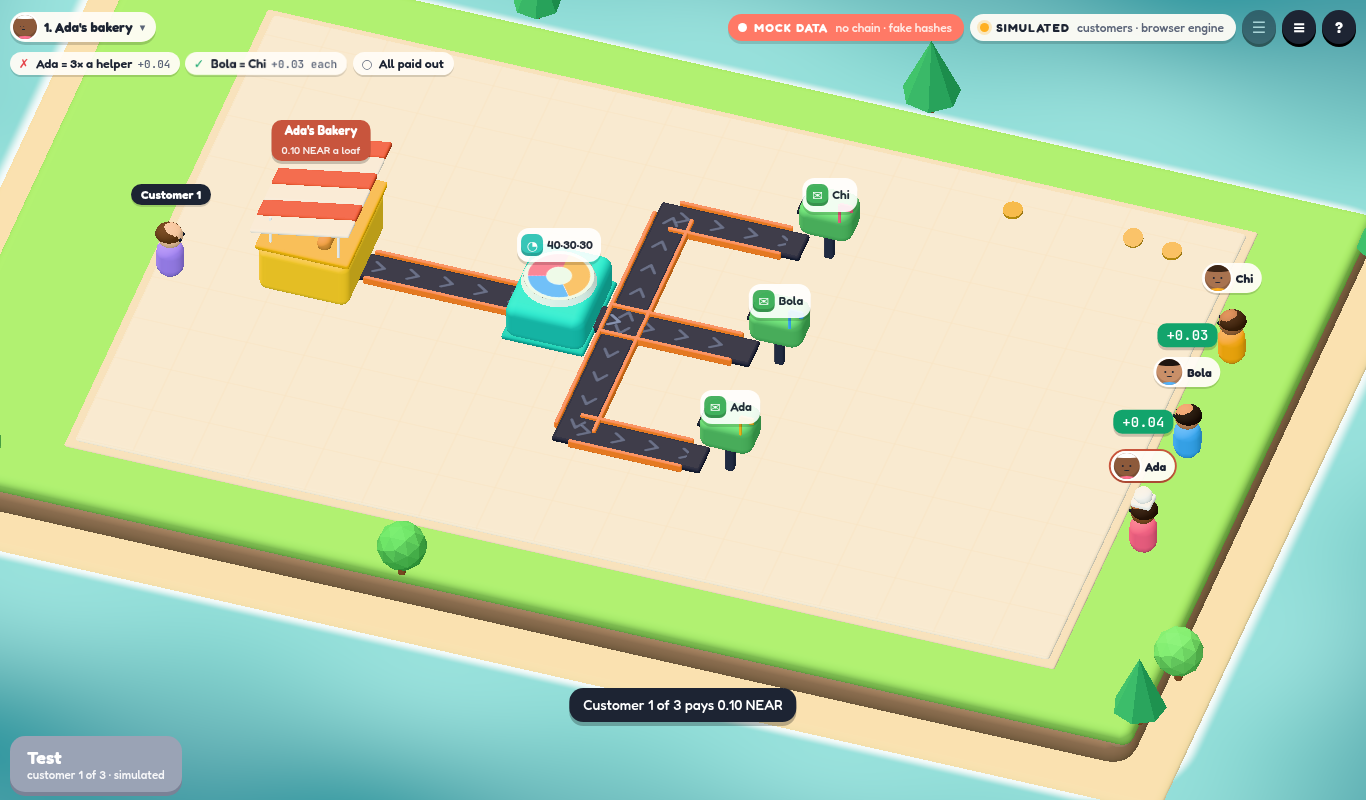 1. Ada's bakery ▾
MOCK DATA no chain · fake hashes
SIMULATED customers · browser engine
?
✗ Ada = 3× a helper +0.04
✓ Bola = Chi +0.03 each
All paid out
Ada's Bakery
0.10 NEAR a loaf
Customer 1
40-30-30
Chi
Bola
Ada
Chi
+0.03
Bola
+0.04
Ada
Customer 1 of 3 pays 0.10 NEAR
Test
customer 1 of 3 · simulated